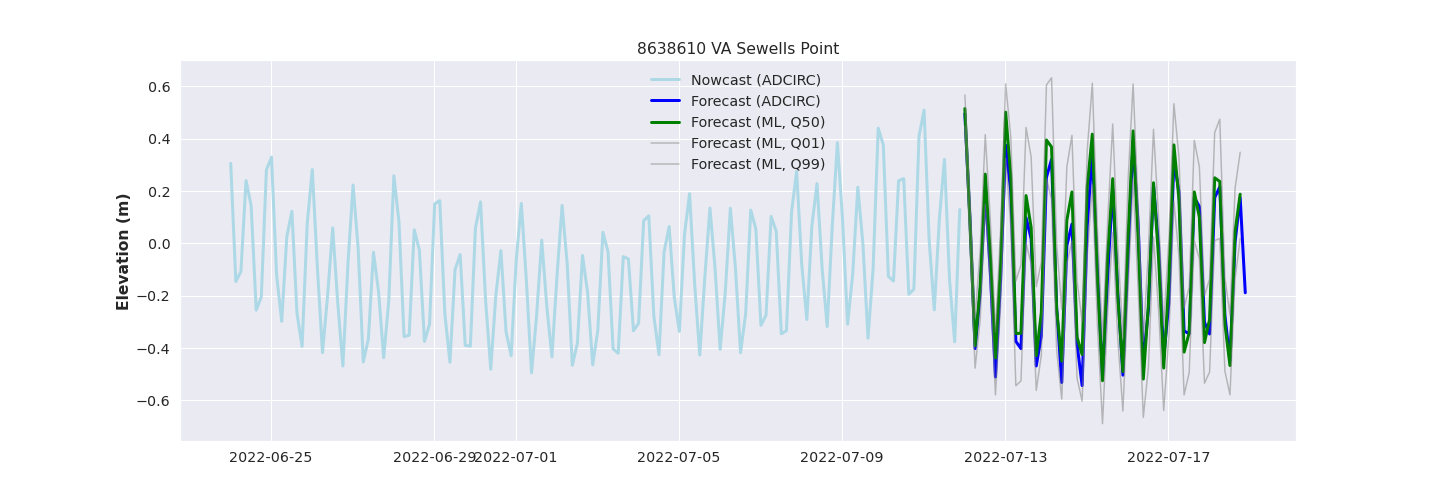 8638610 VA Sewells Point
Nowcast (ADCIRC)
Forecast (ADCIRC)
Forecast (ML, Q50)
Forecast (ML, Q01)
Forecast (ML, Q99)
Elevation (m)
0.6
0.4
0.2
0.0
−0.2
−0.4
−0.6
2022-06-25
2022-06-29
2022-07-01
2022-07-05
2022-07-09
2022-07-13
2022-07-17